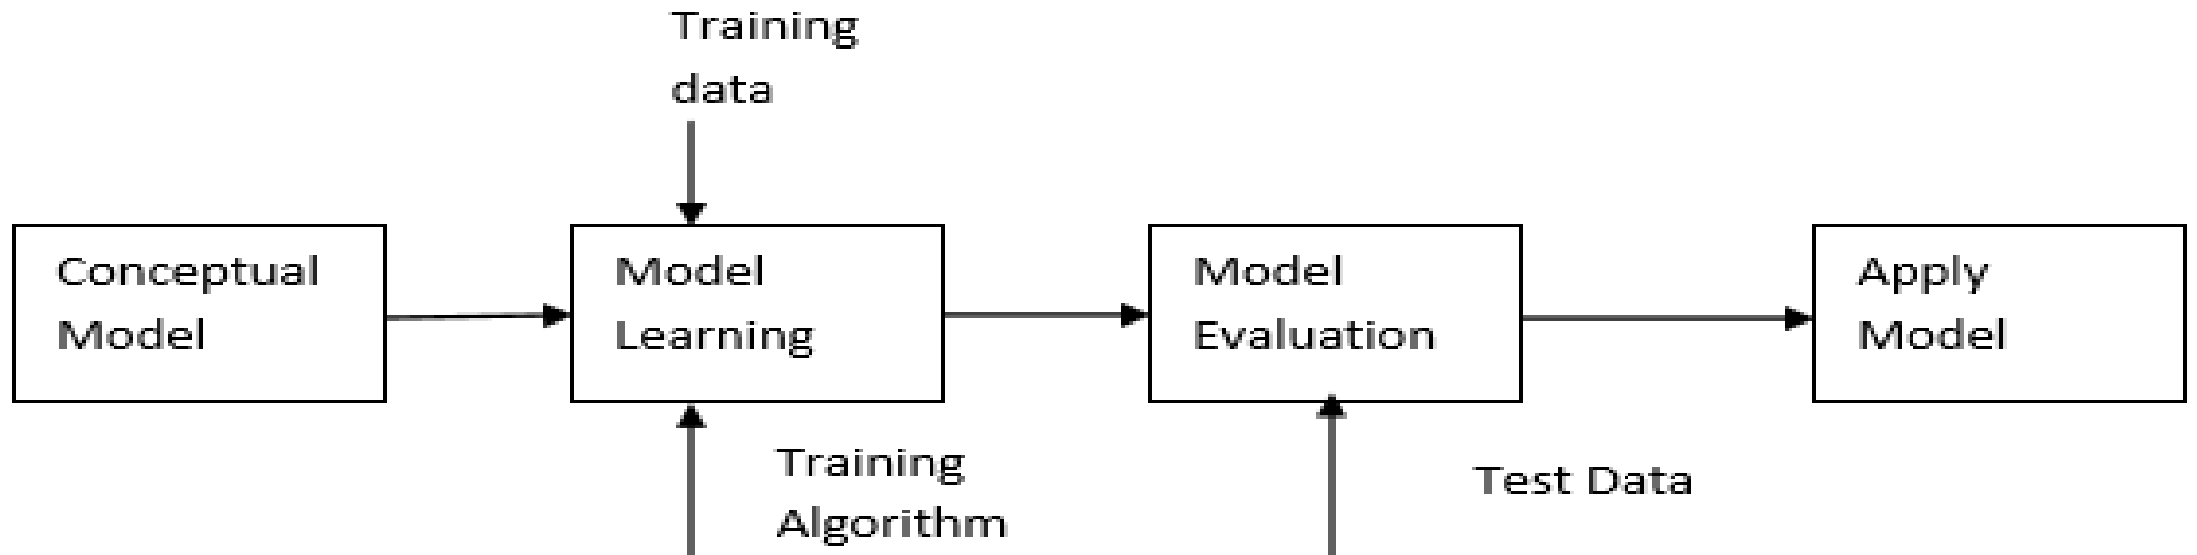 Training
data
Conceptual
Model
Model
Learning
Model
Evaluation
Apply
Model
Training
Algorithm
Test Data